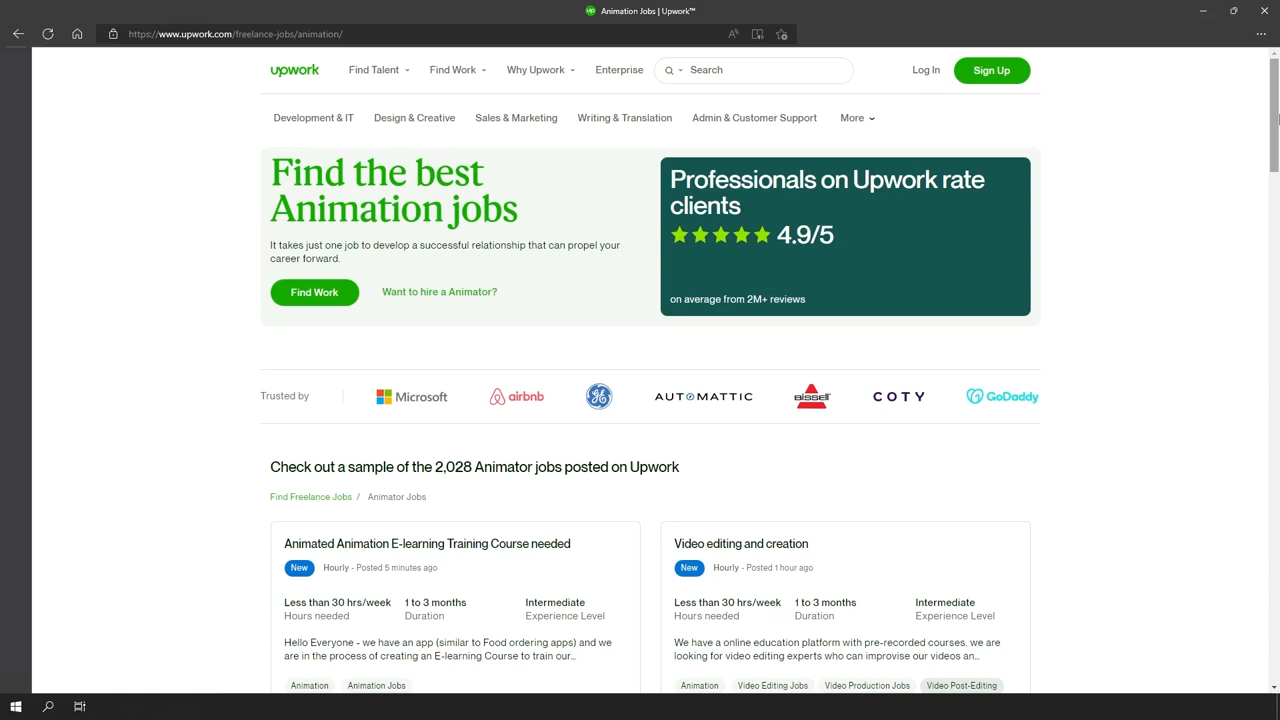 Animation Jobs | Upwork™
https://www.upwork.com/freelance-jobs/animation/
upwork Find Talent Find Work Why Upwork Enterprise Search Log In Sign Up
Development & IT Design & Creative Sales & Marketing Writing & Translation Admin & Customer Support More
Find the best
Animation jobs
It takes just one job to develop a successful relationship that can propel your
career forward.
Find Work Want to hire a Animator?
Professionals on Upwork rate
clients
4.9/5
on average from 2M+ reviews
Trusted by Microsoft airbnb GE AUTOMATTIC BISSELL COTY GoDaddy
Check out a sample of the 2,028 Animator jobs posted on Upwork
Find Freelance Jobs / Animator Jobs
Animated Animation E-learning Training Course needed
New Hourly - Posted 5 minutes ago
Less than 30 hrs/week 1 to 3 months Intermediate
Hours needed Duration Experience Level
Hello Everyone - we have an app (similar to Food ordering apps) and we
are in the process of creating an E-learning Course to train our...
Animation Animation Jobs
Video editing and creation
New Hourly - Posted 1 hour ago
Less than 30 hrs/week 1 to 3 months Intermediate
Hours needed Duration Experience Level
We have a online education platform with pre-recorded courses. we are
looking for video editing experts who can improvise our videos an...
Animation Video Editing Jobs Video Production Jobs Video Post-Editing